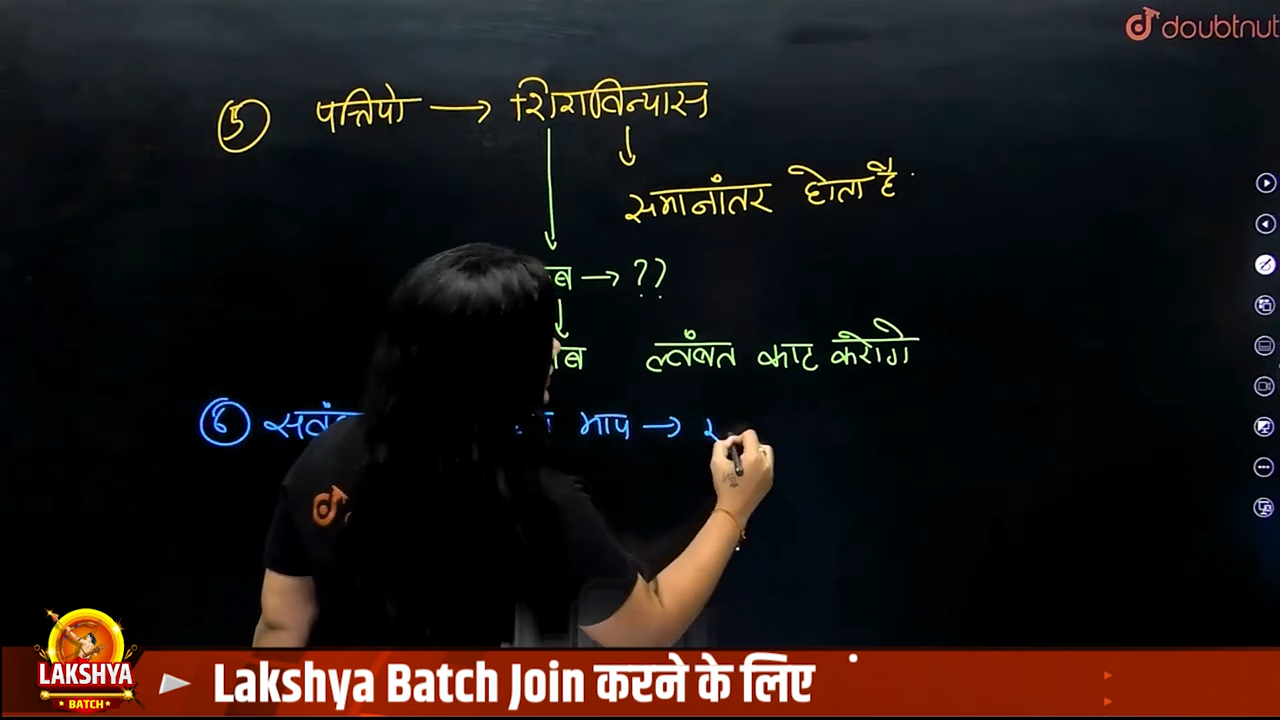 doubtnut
5 पत्तियो → शिराविन्यास
समानांतर होता है
→ ??
लंबवत काट करोगे
6 माप →
LAKSHYA
BATCH
Lakshya Batch Join करने के लिए